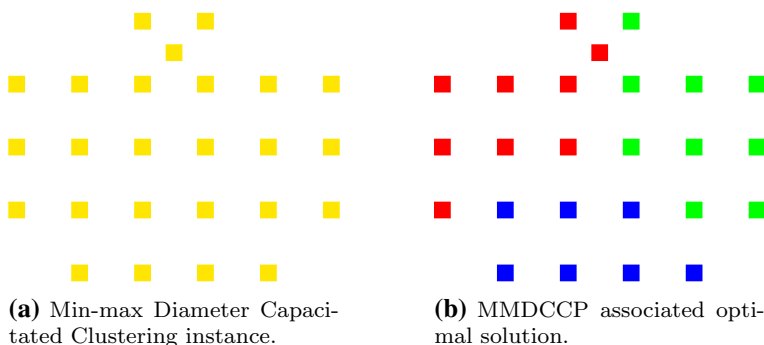 (a) Min-max Diameter Capaci-
tated Clustering instance.
(b) MMDCCP associated opti-
mal solution.